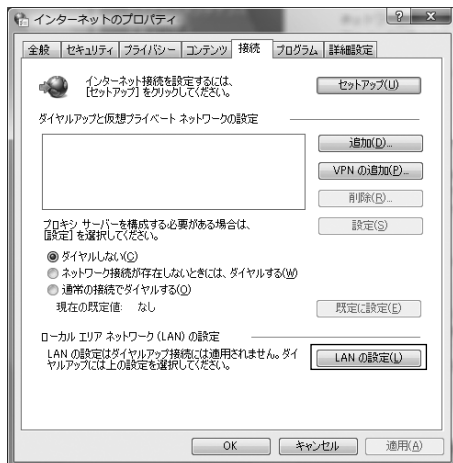 インターネットのプロパティ
全般 セキュリティ プライバシー コンテンツ 接続 プログラム 詳細設定
インターネット接続を設定するには、
[セットアップ] をクリックしてください。
セットアップ(U)
ダイヤルアップと仮想プライベート ネットワークの設定
追加(D)...
VPN の追加(P)...
削除(R)...
プロキシ サーバーを構成する必要がある場合は、
[設定] を選択してください。
設定(S)
ダイヤルしない(C)
ネットワーク接続が存在しないときには、ダイヤルする(W)
通常の接続でダイヤルする(O)
現在の既定値: なし
既定に設定(E)
ローカル エリア ネットワーク (LAN) の設定
LAN の設定はダイヤルアップ接続には適用されません。ダイ
ヤルアップには上の設定を選択してください。
LAN の設定(L)
OK キャンセル 適用(A)